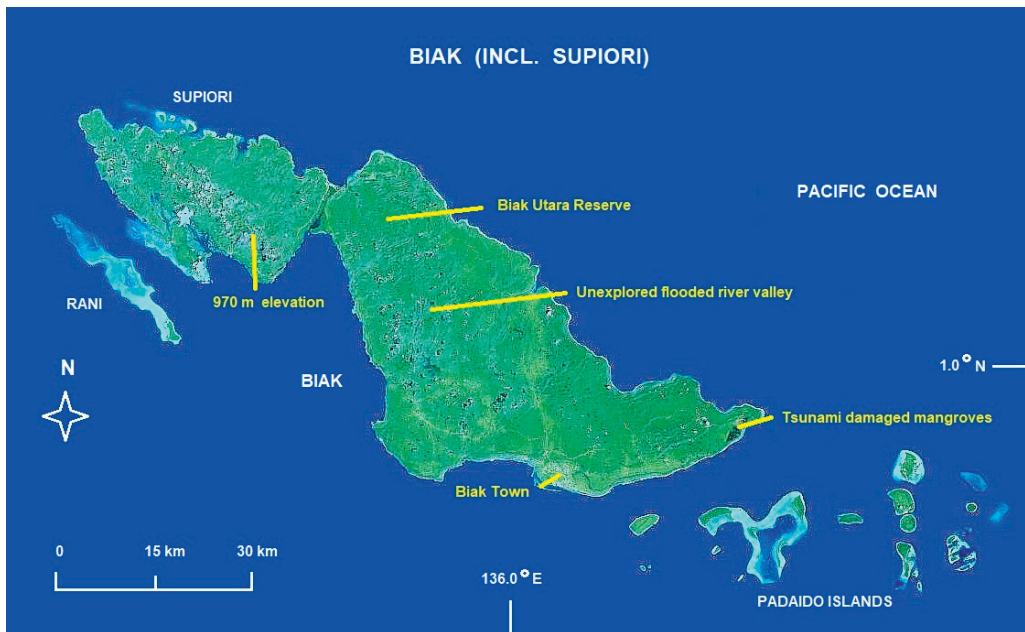 BIAK (INCL. SUPIORI)
SUPIORI
PACIFIC OCEAN
Biak Utara Reserve
970 m elevation
Unexplored flooded river valley
RANI
N
BIAK
1.0° N
Tsunami damaged mangroves
Biak Town
0 15 km 30 km
136.0° E
PADAIDO ISLANDS